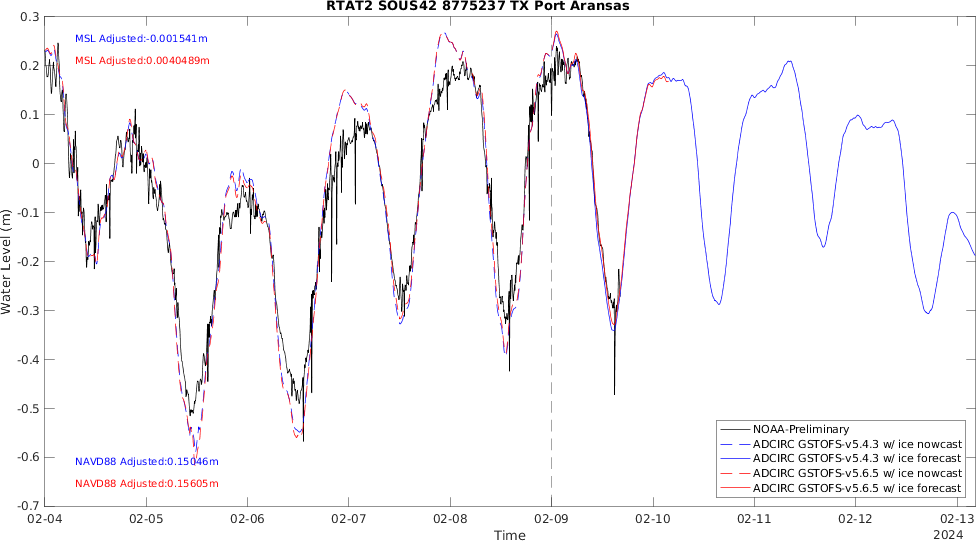 RTAT2 SOUS42 8775237 TX Port Aransas
0.3
0.2
0.1
0
-0.1
-0.2
-0.3
-0.4
-0.5
-0.6
-0.7
Water Level (m)
MSL Adjusted:-0.001541m
MSL Adjusted:0.0040489m
NAVD88 Adjusted:0.15046m
NAVD88 Adjusted:0.15605m
NOAA-Preliminary
ADCIRC GSTOFS-v5.4.3 w/ ice nowcast
ADCIRC GSTOFS-v5.4.3 w/ ice forecast
ADCIRC GSTOFS-v5.6.5 w/ ice nowcast
ADCIRC GSTOFS-v5.6.5 w/ ice forecast
02-04 02-05 02-06 02-07 02-08 02-09 02-10 02-11 02-12 02-13
Time
2024